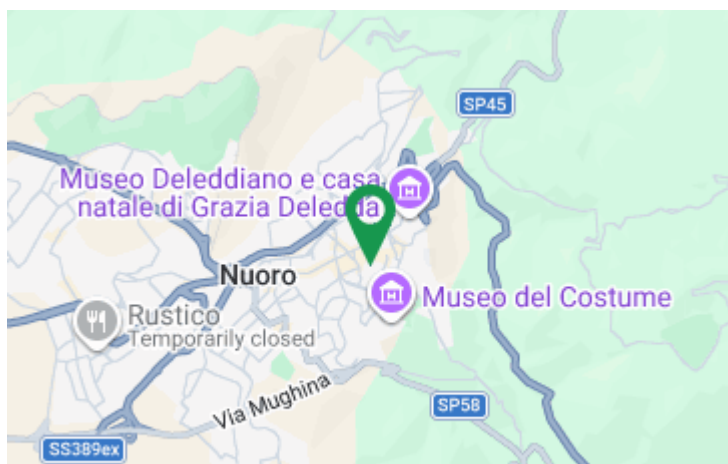 SP45
Museo Deleddiano e casa
natale di Grazia Deledda
Nuoro
Museo del Costume
Rustico
Temporarily closed
Via Mughina
SP58
SS389ex